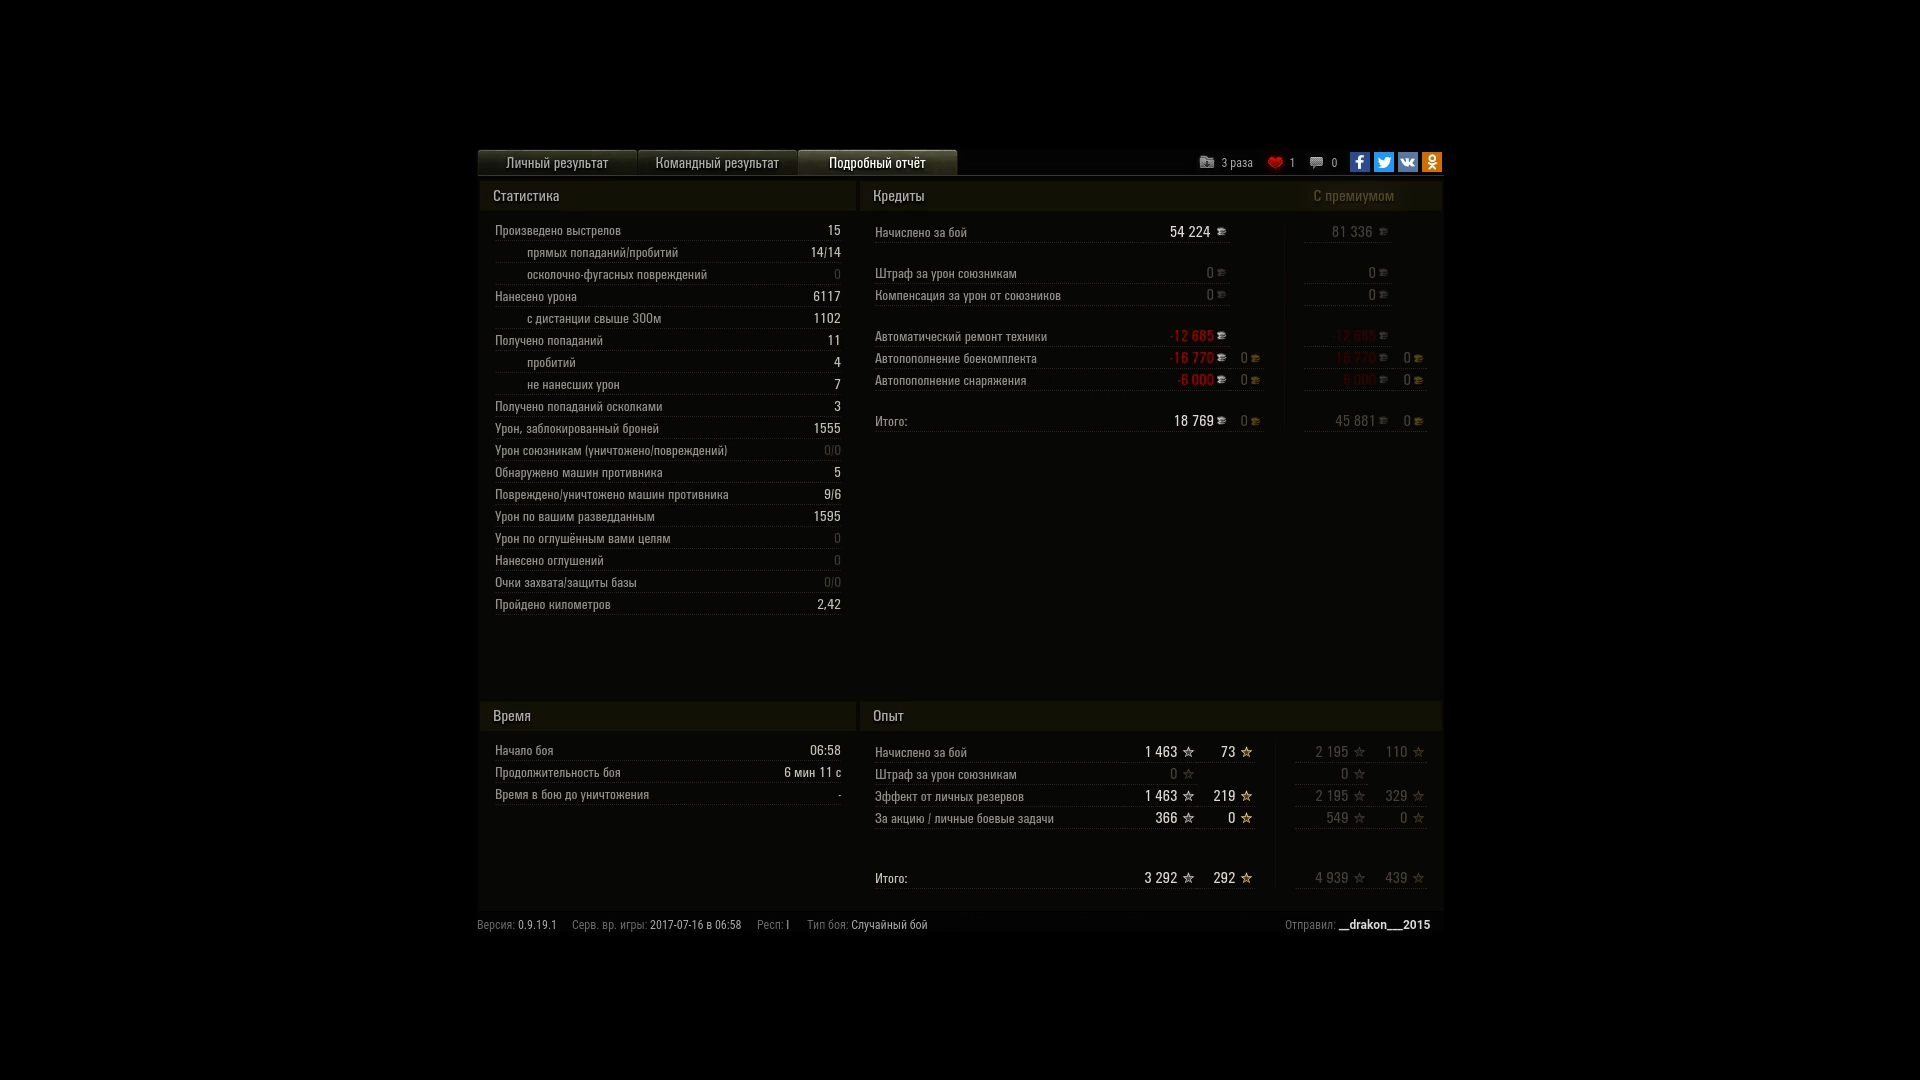 Личный результат Командный результат Подробный отчёт 3 раза 1 0
Статистика
Произведено выстрелов 15
прямых попаданий/пробитий 14/14
осколочно-фугасных повреждений 0
Нанесено урона 6117
с дистанции свыше 300м 1102
Получено попаданий 11
пробитий 4
не нанесших урон 7
Получено попаданий осколками 3
Урон, заблокированный броней 1555
Урон союзникам (уничтожено/повреждений) 0/0
Обнаружено машин противника 5
Повреждено/уничтожено машин противника 9/6
Урон по вашим разведданным 1595
Урон по оглушённым вами целям 0
Нанесено оглушений 0
Очки захвата/защиты базы 0/0
Пройдено километров 2,42
Кредиты С премиумом
Начислено за бой 54 224 81 336
Штраф за урон союзникам 0 0
Компенсация за урон от союзников 0 0
Автоматический ремонт техники -12 685 -12 685
Автопополнение боекомплекта -16 770 0 -16 770 0
Автопополнение снаряжения -6 000 0 -6 000 0
Итого: 18 769 0 45 881 0
Время
Начало боя 06:58
Продолжительность боя 6 мин 11 с
Время в бою до уничтожения -
Опыт
Начислено за бой 1 463 73 2 195 110
Штраф за урон союзникам 0 0
Эффект от личных резервов 1 463 219 2 195 329
За акцию / личные боевые задачи 366 0 549 0
Итого: 3 292 292 4 939 439
Версия: 0.9.19.1 Серв. вр. игры: 2017-07-16 в 06:58 Респ: I Тип боя: Случайный бой Отправил: __drakon___2015